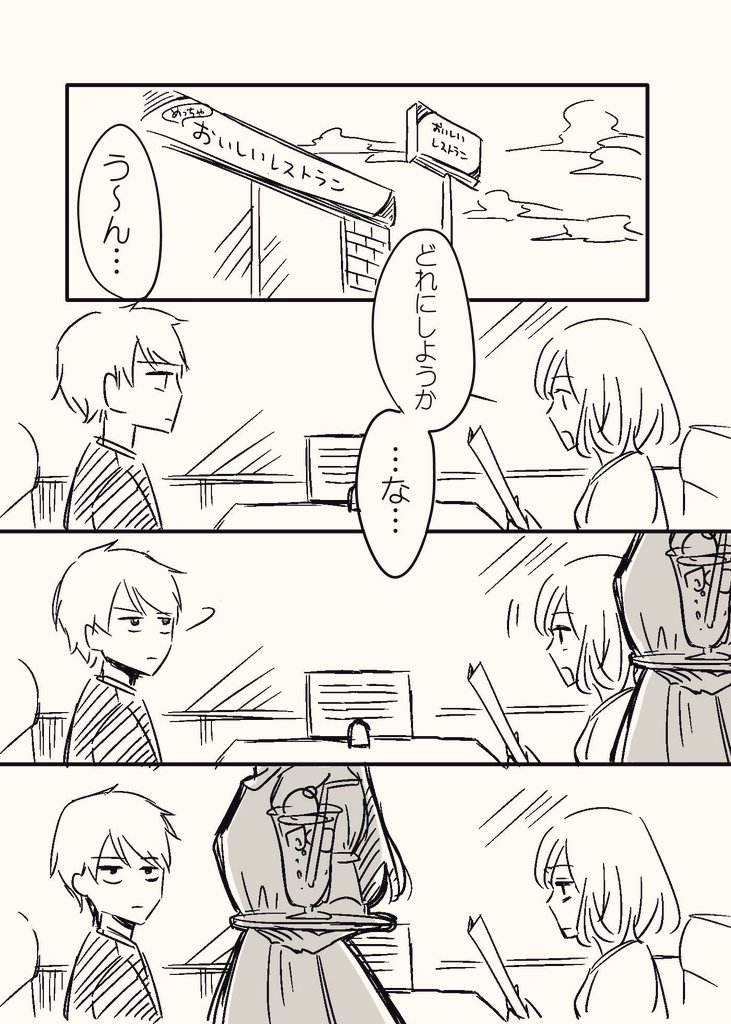 めっちゃ
おいしいレストラン
おいしい
レストラン
う〜ん…
どれにしようか
…な…